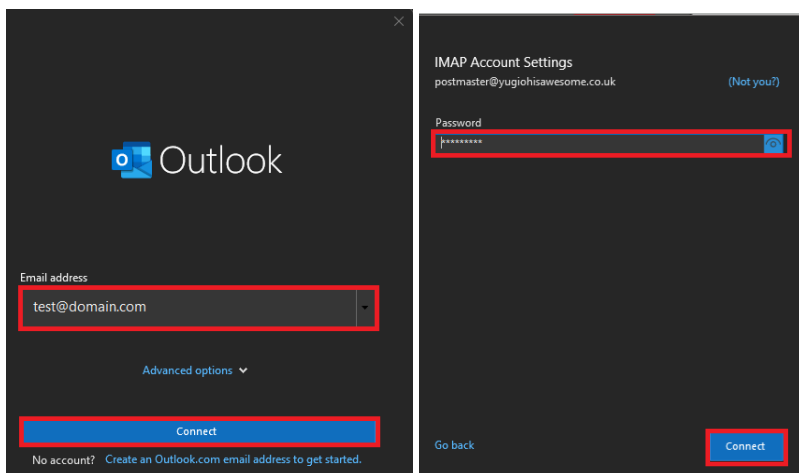 Outlook
Email address
test@domain.com
Advanced options
Connect
No account? Create an Outlook.com email address to get started.
IMAP Account Settings
postmaster@yugiohisawesome.co.uk
(Not you?)
Password
*********
Go back
Connect